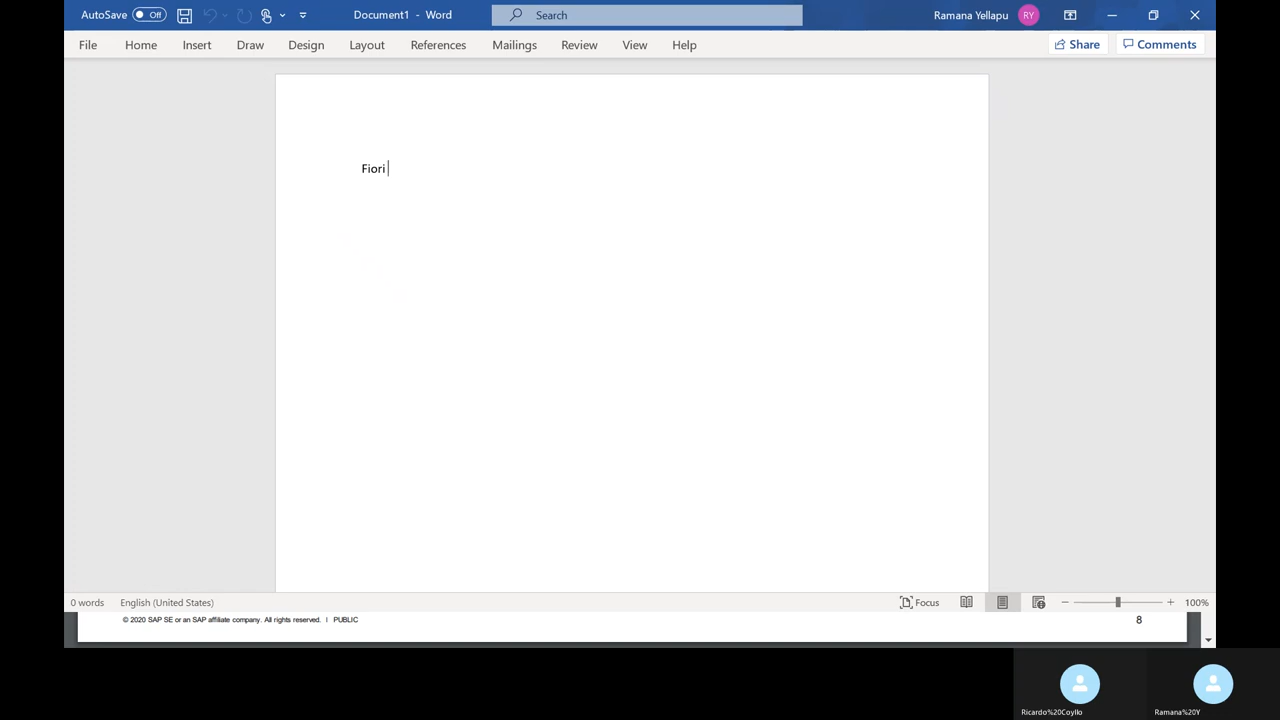 AutoSave Off Document1 - Word Search Ramana Yellapu RY
File Home Insert Draw Design Layout References Mailings Review View Help Share Comments
Fiori
0 words English (United States) Focus 100%
© 2020 SAP SE or an SAP affiliate company. All rights reserved. | PUBLIC 8
Ricardo%20Coyllo Ramana%20Y